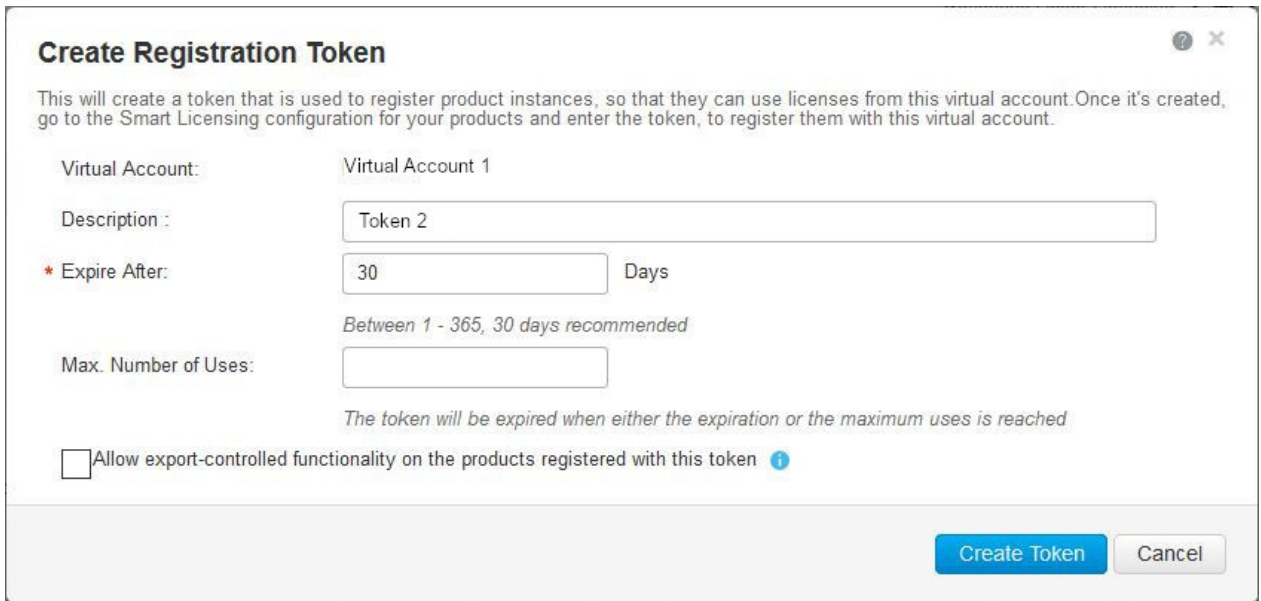 Create Registration Token
This will create a token that is used to register product instances, so that they can use licenses from this virtual account.Once it's created,
go to the Smart Licensing configuration for your products and enter the token, to register them with this virtual account.
Virtual Account: Virtual Account 1
Description : Token 2
* Expire After: 30 Days
Between 1 - 365, 30 days recommended
Max. Number of Uses:
The token will be expired when either the expiration or the maximum uses is reached
Allow export-controlled functionality on the products registered with this token
Create Token Cancel